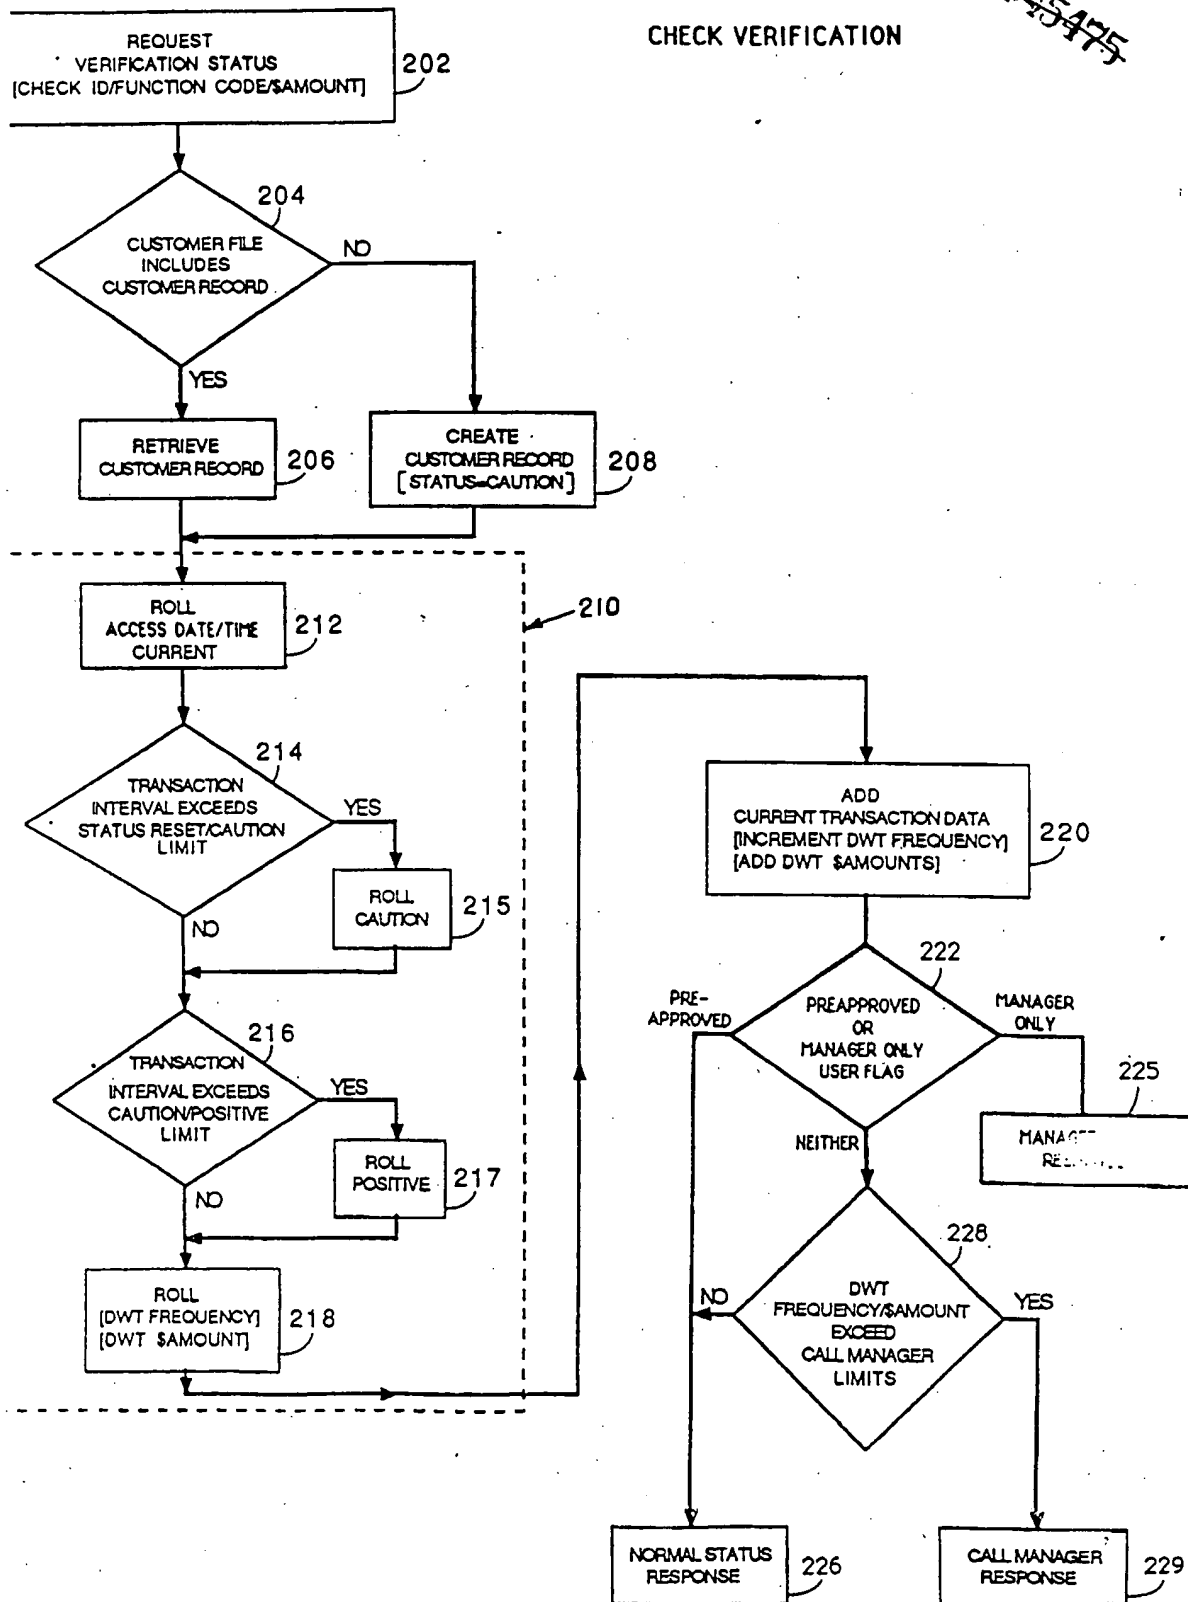 CHECK VERIFICATION
REQUEST
VERIFICATION STATUS
[CHECK ID/FUNCTION CODE/$AMOUNT]
202
204
CUSTOMER FILE
INCLUDES
CUSTOMER RECORD
NO
YES
RETRIEVE
CUSTOMER RECORD
206
CREATE
CUSTOMER RECORD
[STATUS=CAUTION]
208
210
ROLL
ACCESS DATE/TIME
CURRENT
212
214
TRANSACTION
INTERVAL EXCEEDS
STATUS RESET/CAUTION
LIMIT
YES
NO
ROLL
CAUTION
215
216
TRANSACTION
INTERVAL EXCEEDS
CAUTION/POSITIVE
LIMIT
YES
NO
ROLL
POSITIVE
217
ROLL
[DWT FREQUENCY]
[DWT $AMOUNT]
218
ADD
CURRENT TRANSACTION DATA
[INCREMENT DWT FREQUENCY]
[ADD DWT $AMOUNTS]
220
222
PREAPPROVED
OR
MANAGER ONLY
USER FLAG
PRE-
APPROVED
MANAGER
ONLY
NEITHER
225
228
DWT
FREQUENCY/$AMOUNT
EXCEED
CALL MANAGER
LIMITS
NO
YES
NORMAL STATUS
RESPONSE
226
CALL MANAGER
RESPONSE
229